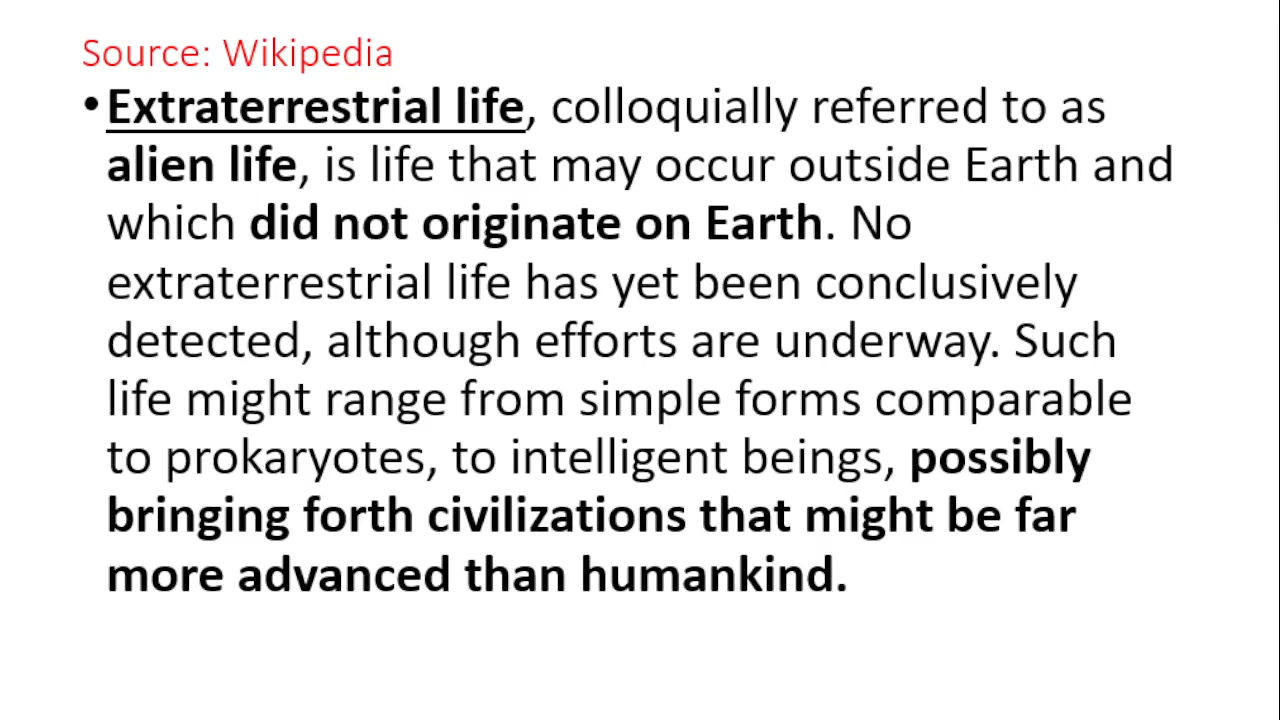 Source: Wikipedia
•Extraterrestrial life, colloquially referred to as
alien life, is life that may occur outside Earth and
which did not originate on Earth. No
extraterrestrial life has yet been conclusively
detected, although efforts are underway. Such
life might range from simple forms comparable
to prokaryotes, to intelligent beings, possibly
bringing forth civilizations that might be far
more advanced than humankind.